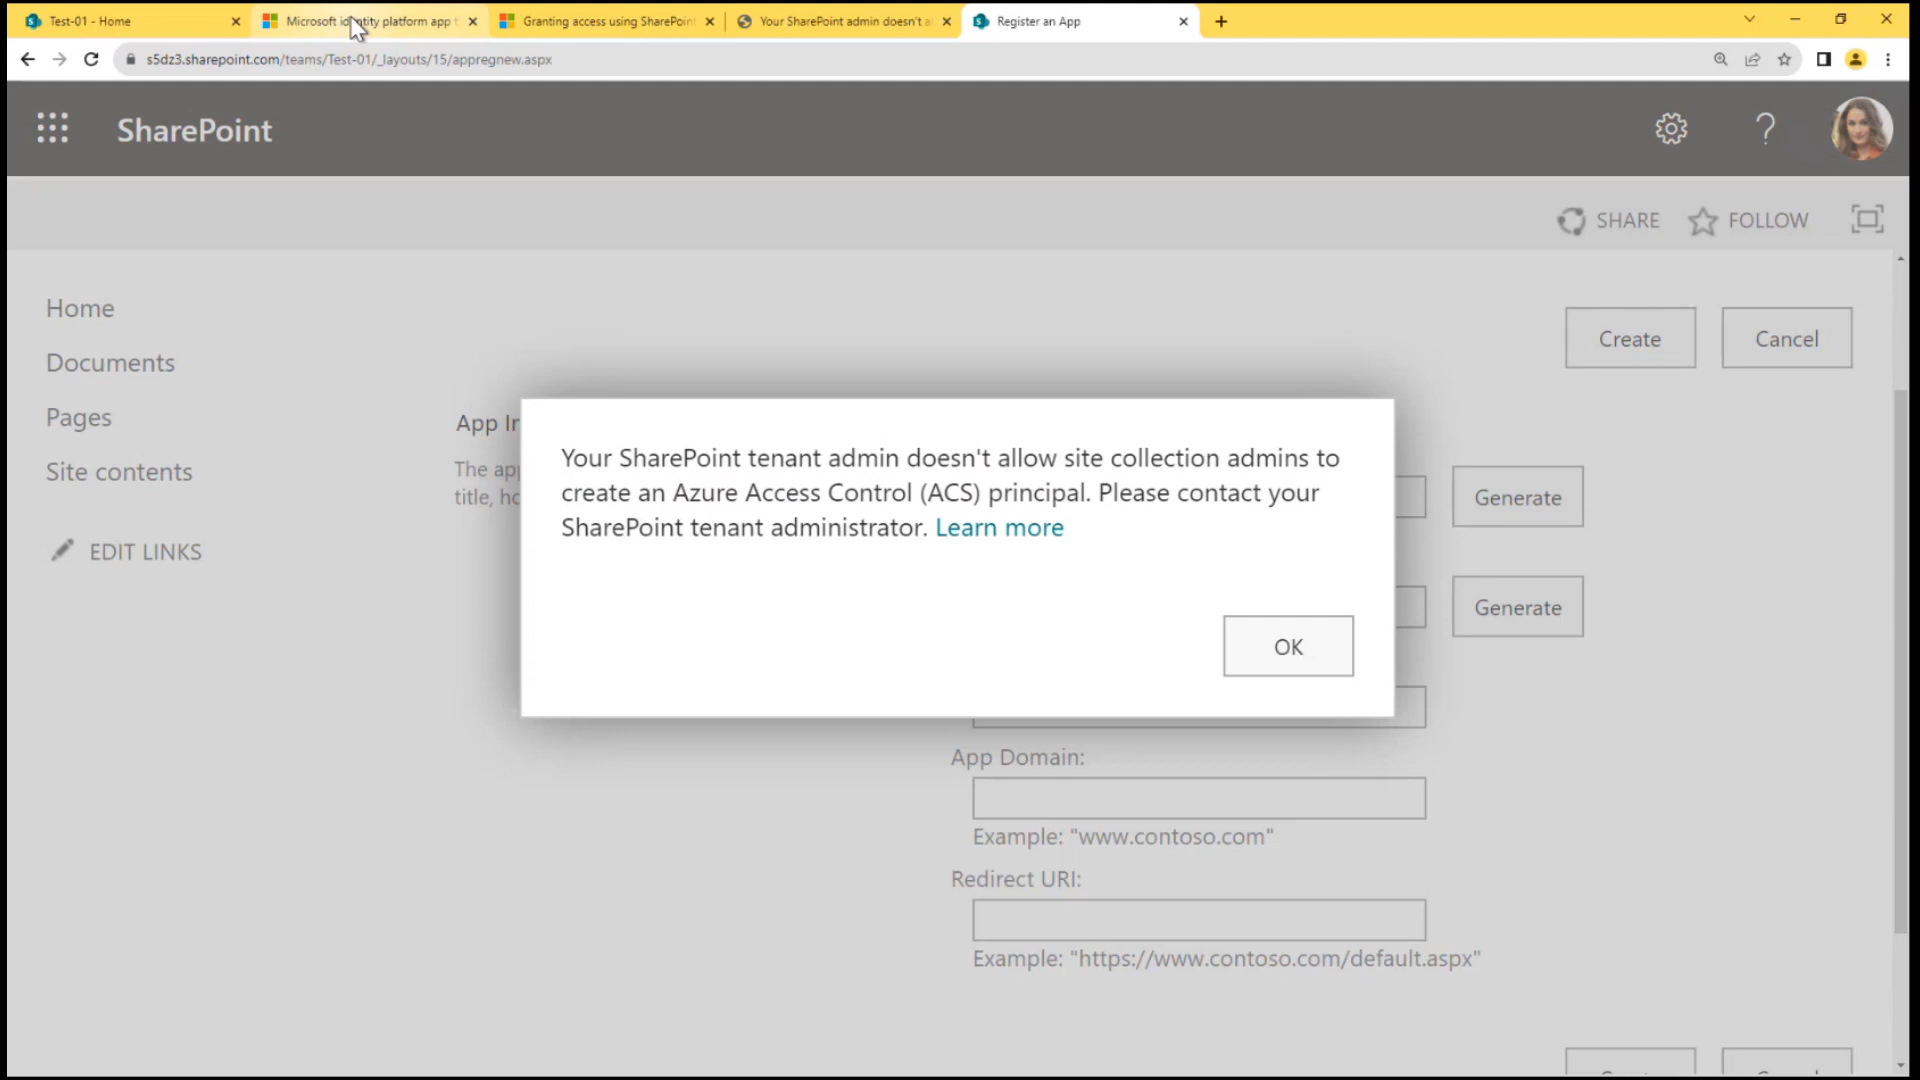 Test-01 - Home
Microsoft identity platform app t
Granting access using SharePoint
Your SharePoint admin doesn't al
Register an App
s5dz3.sharepoint.com/teams/Test-01/_layouts/15/appregnew.aspx
SharePoint
SHARE
FOLLOW
Home
Documents
Pages
Site contents
EDIT LINKS
Create
Cancel
App In
The app
title, ho
Generate
Your SharePoint tenant admin doesn't allow site collection admins to
create an Azure Access Control (ACS) principal. Please contact your
SharePoint tenant administrator. Learn more
Generate
OK
App Domain:
Example: "www.contoso.com"
Redirect URI:
Example: "https://www.contoso.com/default.aspx"